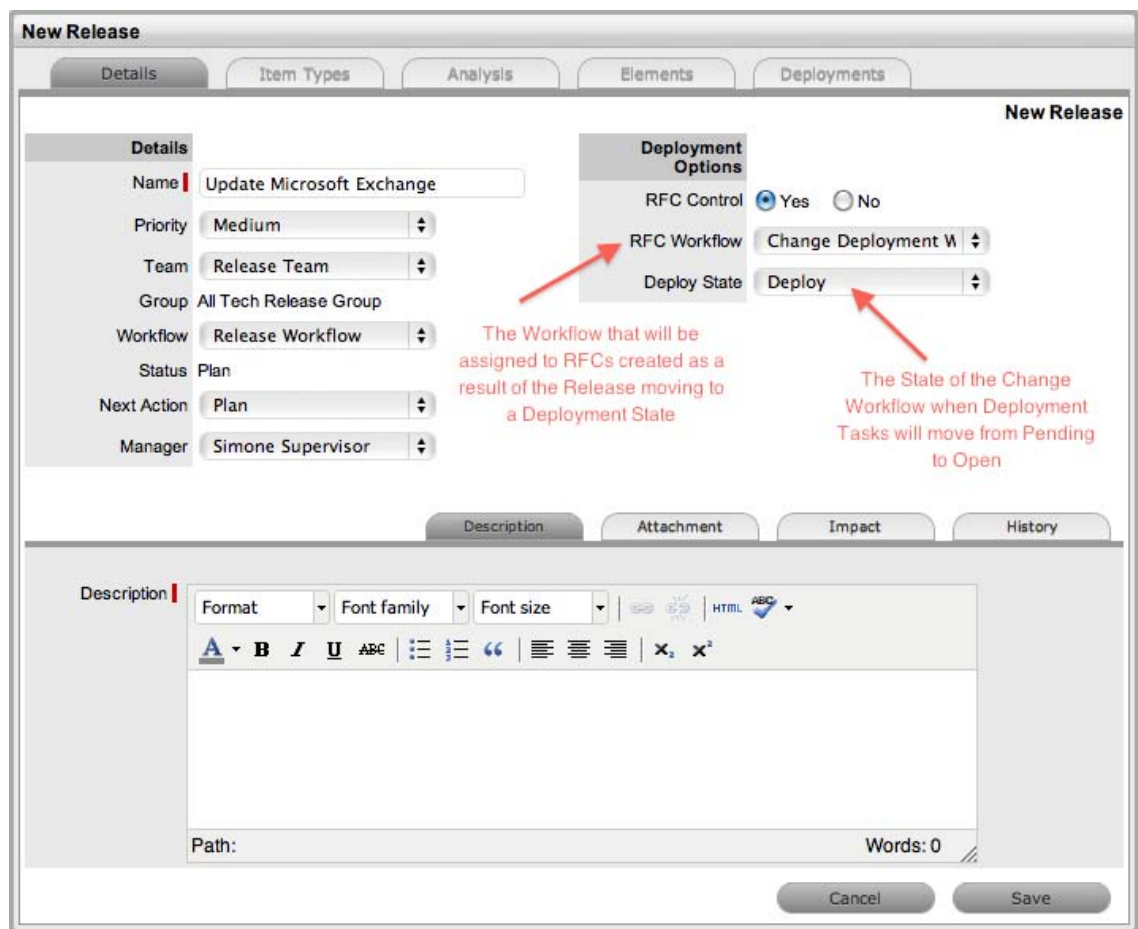 New Release
Details
Item Types
Analysis
Elements
Deployments
New Release
Details
Name
Update Microsoft Exchange
Priority
Medium
Team
Release Team
Group
All Tech Release Group
Workflow
Release Workflow
Status
Plan
Next Action
Plan
Manager
Simone Supervisor
Deployment
Options
RFC Control
Yes
No
RFC Workflow
Change Deployment W
Deploy State
Deploy
The Workflow that will be
assigned to RFCs created as a
result of the Release moving to
a Deployment State
The State of the Change
Workflow when Deployment
Tasks will move from Pending
to Open
Description
Attachment
Impact
History
Description
Format
Font family
Font size
HTML
ABC
A
B
I
U
ABC
“
x₂
x²
Path:
Words: 0
Cancel
Save